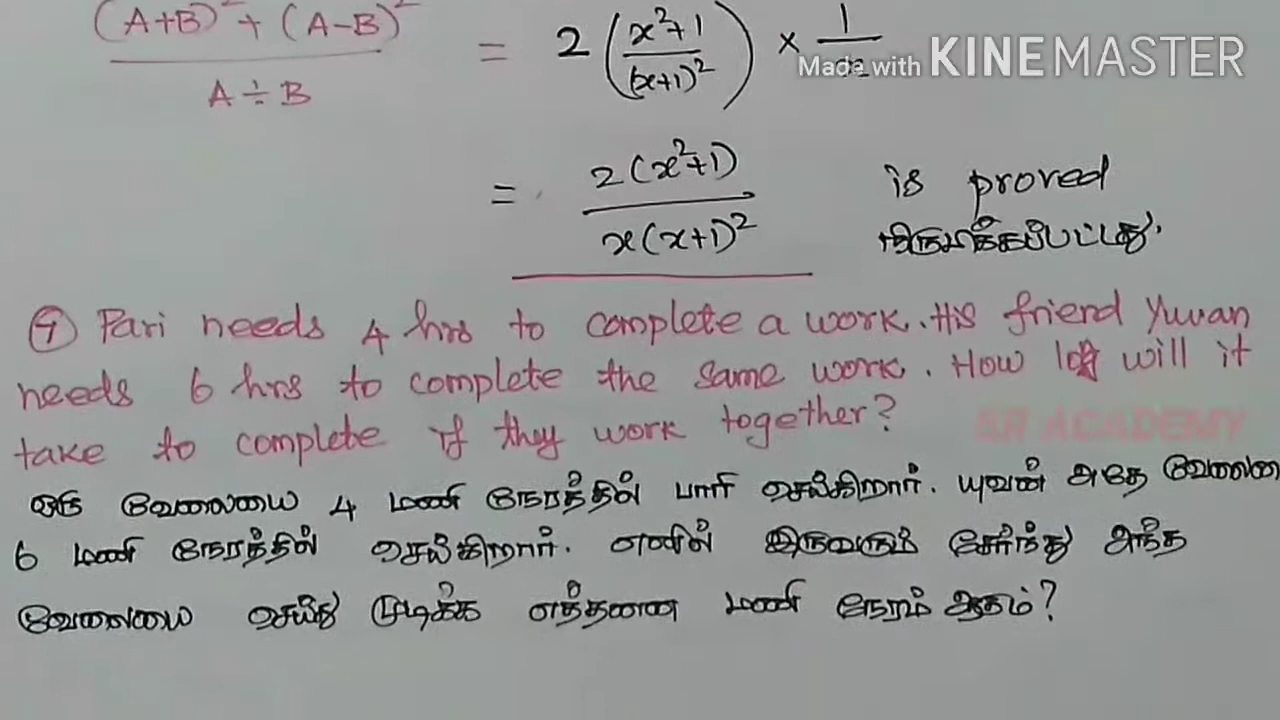 (A+B)² + (A-B)² / A ÷ B = 2 ( x²+1 / (x+1)² ) × 1/x
Made with KINEMASTER
= 2(x²+1) / x(x+1)² is proved
நிரூபிக்கப்பட்டது.
⑦ Pari needs 4 hrs to complete a work. His friend Yuvan
needs 6 hrs to complete the same work. How long will it
take to complete if they work together?
SR ACADEMY
ஒரு வேலையை 4 மணி நேரத்தில் பாரி செய்கிறார். யுவன் அதே வேலையை
6 மணி நேரத்தில் செய்கிறார். எனில் இருவரும் சேர்ந்து அந்த
வேலையை செய்து முடிக்க எத்தனை மணி நேரம் ஆகும்?